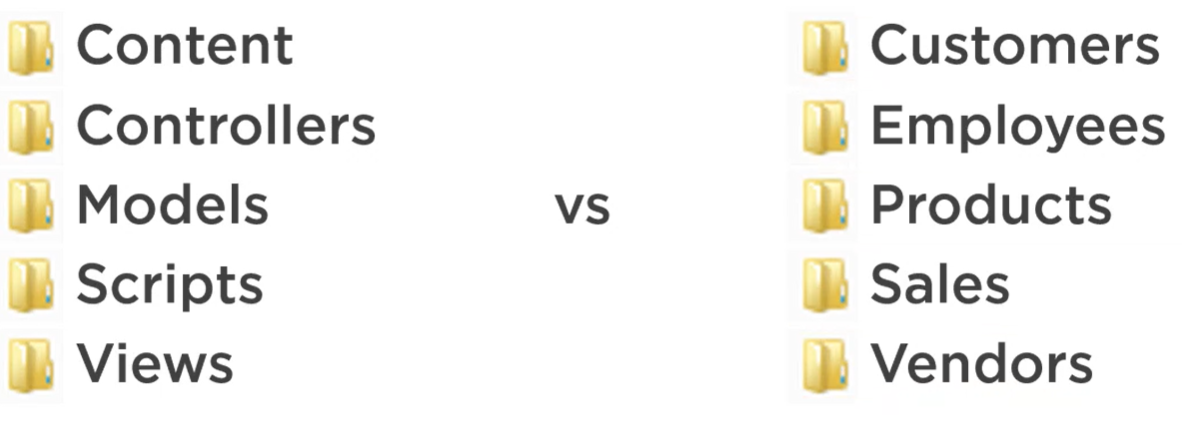 Content
Controllers
Models
Scripts
Views
vs
Customers
Employees
Products
Sales
Vendors